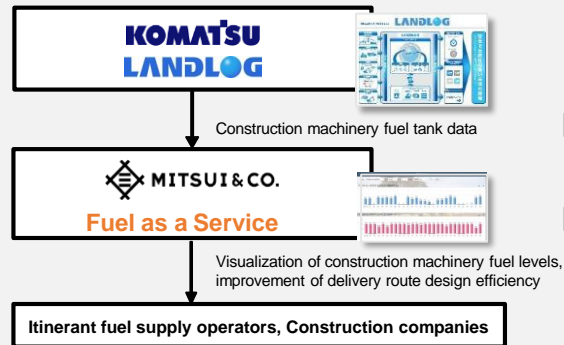 KOMATSU
LANDLOG
LANDLOG
Construction machinery fuel tank data
MITSUI & CO.
Fuel as a Service
Visualization of construction machinery fuel levels,
improvement of delivery route design efficiency
Itinerant fuel supply operators, Construction companies